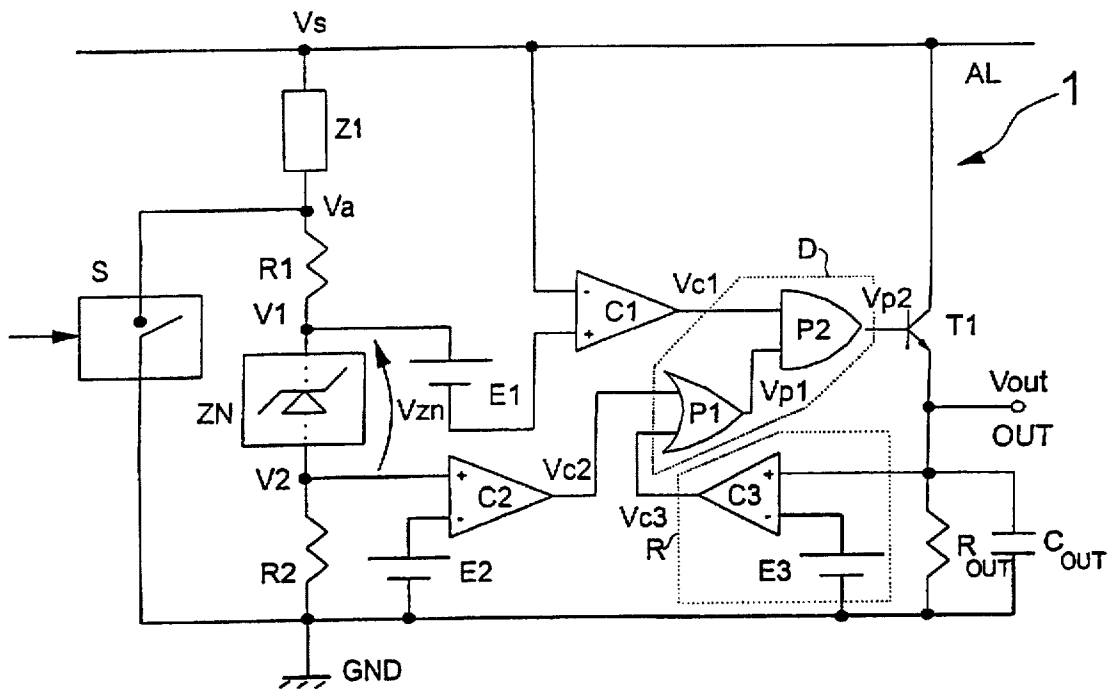 Vs
AL
1
Z1
Va
S
R1
D
Vc1
Vp2
C1
P2
T1
V1
E1
Vp1
Vout
ZN
Vzn
P1
OUT
V2
C2
Vc2
C3
Vc3
R
R2
E2
E3
ROUT
COUT
GND
-
+
+
-
+
-